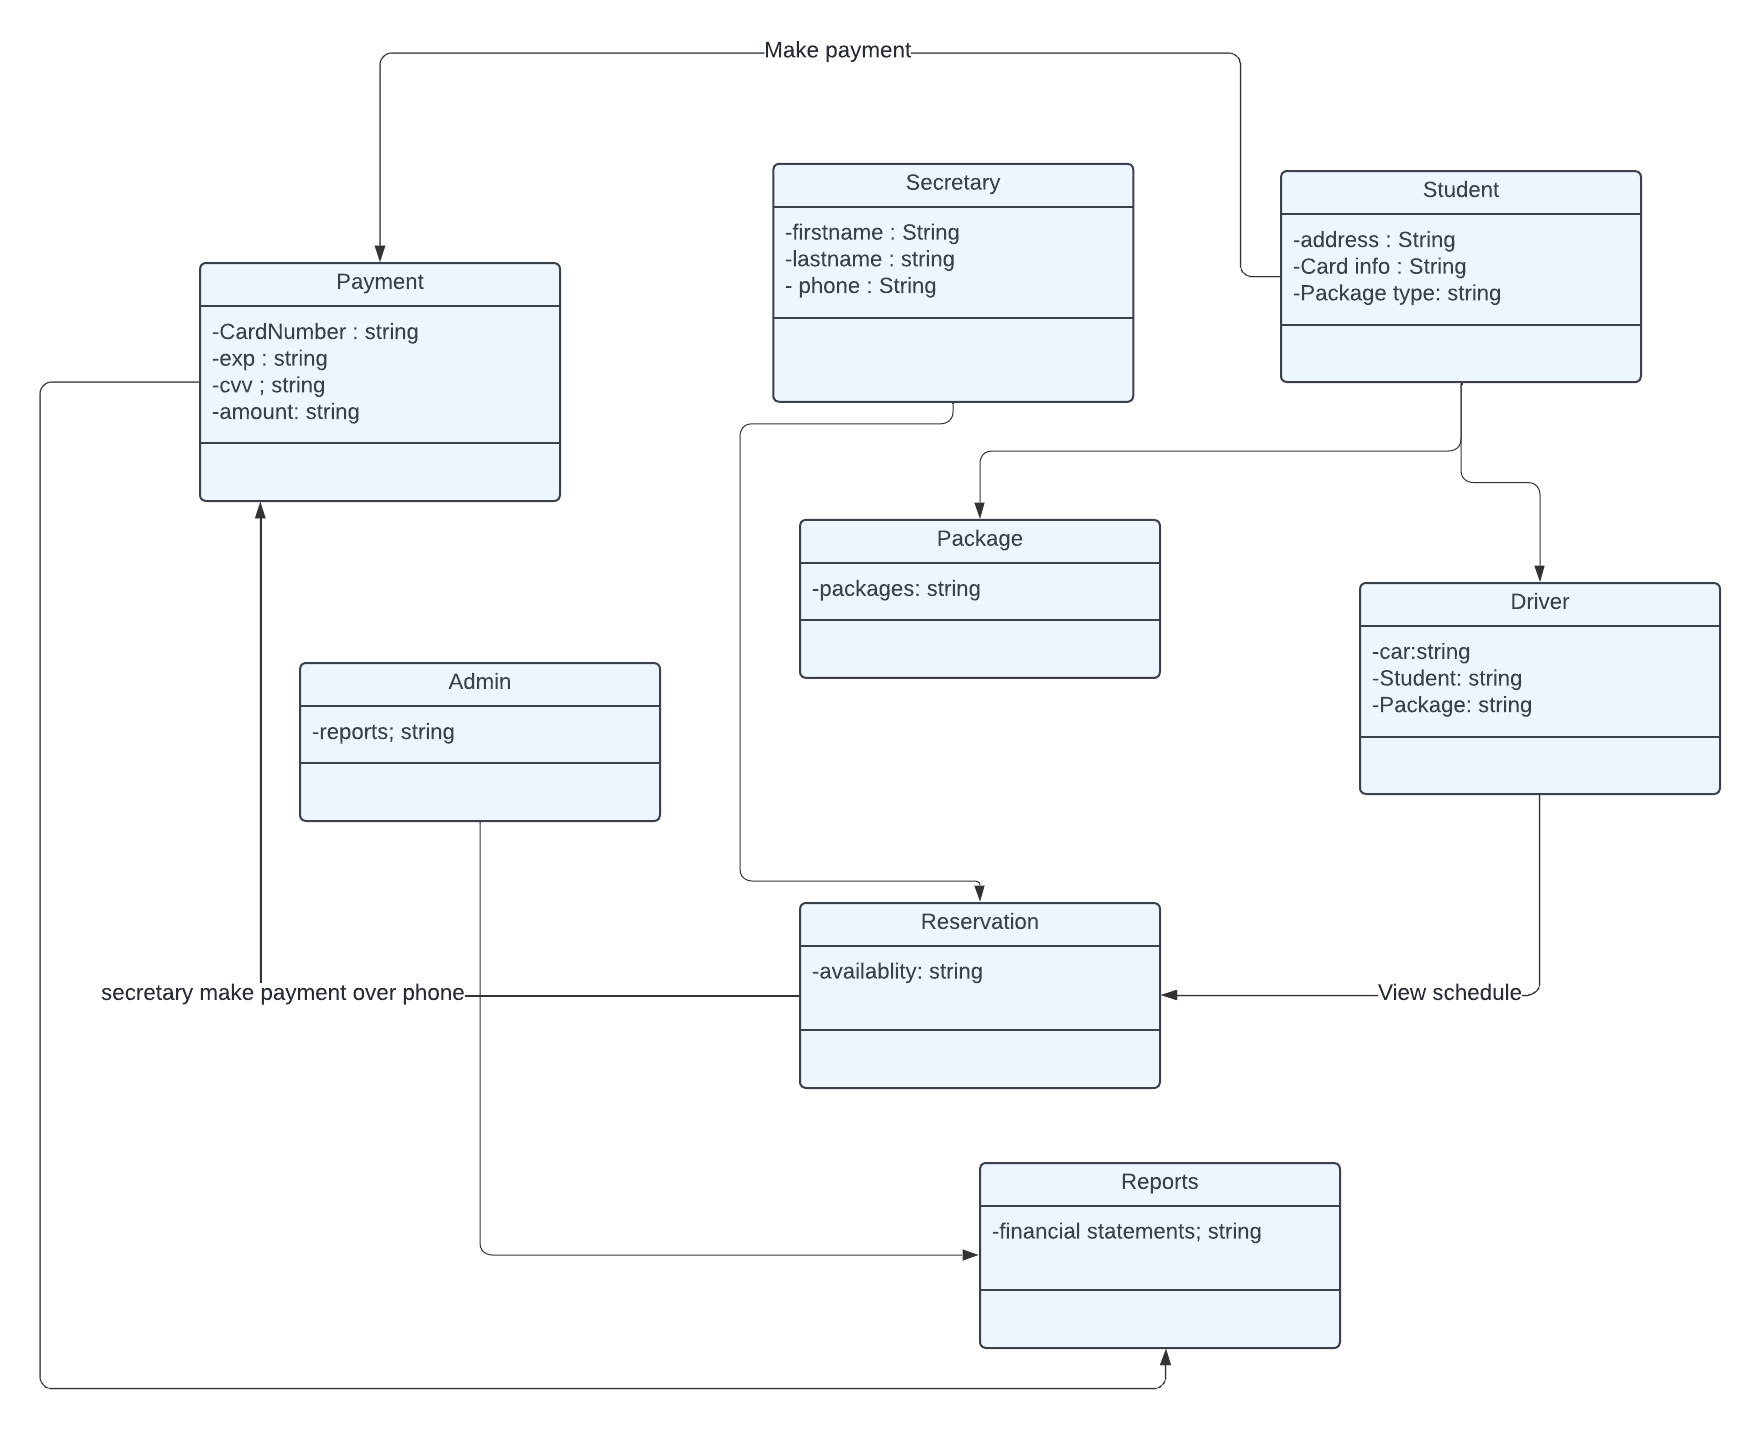 Make payment
Secretary
-firstname : String
-lastname : string
- phone : String
Student
-address : String
-Card info : String
-Package type: string
Payment
-CardNumber : string
-exp : string
-cvv ; string
-amount: string
Package
-packages: string
Driver
-car:string
-Student: string
-Package: string
Admin
-reports; string
Reservation
-availablity: string
secretary make payment over phone
View schedule
Reports
-financial statements; string